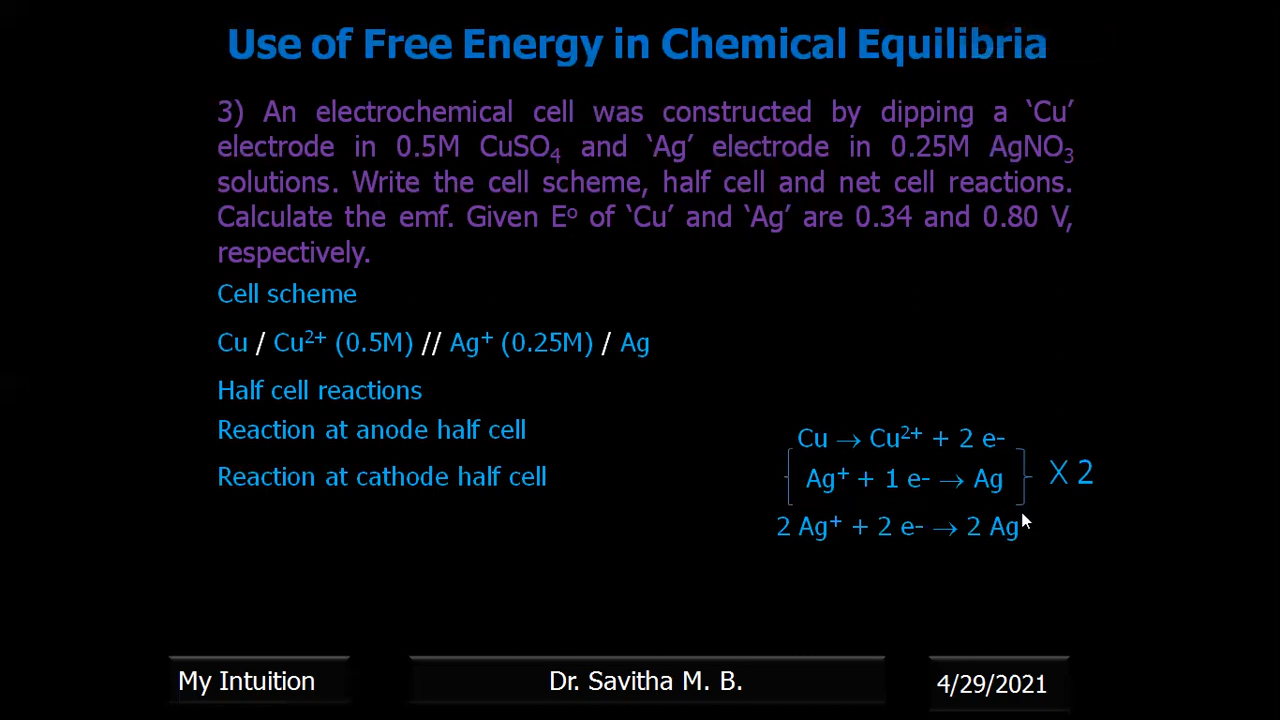 Use of Free Energy in Chemical Equilibria
3) An electrochemical cell was constructed by dipping a ‘Cu’
electrode in 0.5M CuSO₄ and ‘Ag’ electrode in 0.25M AgNO₃
solutions. Write the cell scheme, half cell and net cell reactions.
Calculate the emf. Given Eº of ‘Cu’ and ‘Ag’ are 0.34 and 0.80 V,
respectively.
Cell scheme
Cu / Cu²⁺ (0.5M) // Ag⁺ (0.25M) / Ag
Half cell reactions
Reaction at anode half cell
Cu → Cu²⁺ + 2 e-
Reaction at cathode half cell
Ag⁺ + 1 e- → Ag
X 2
2 Ag⁺ + 2 e- → 2 Ag
My Intuition
Dr. Savitha M. B.
4/29/2021